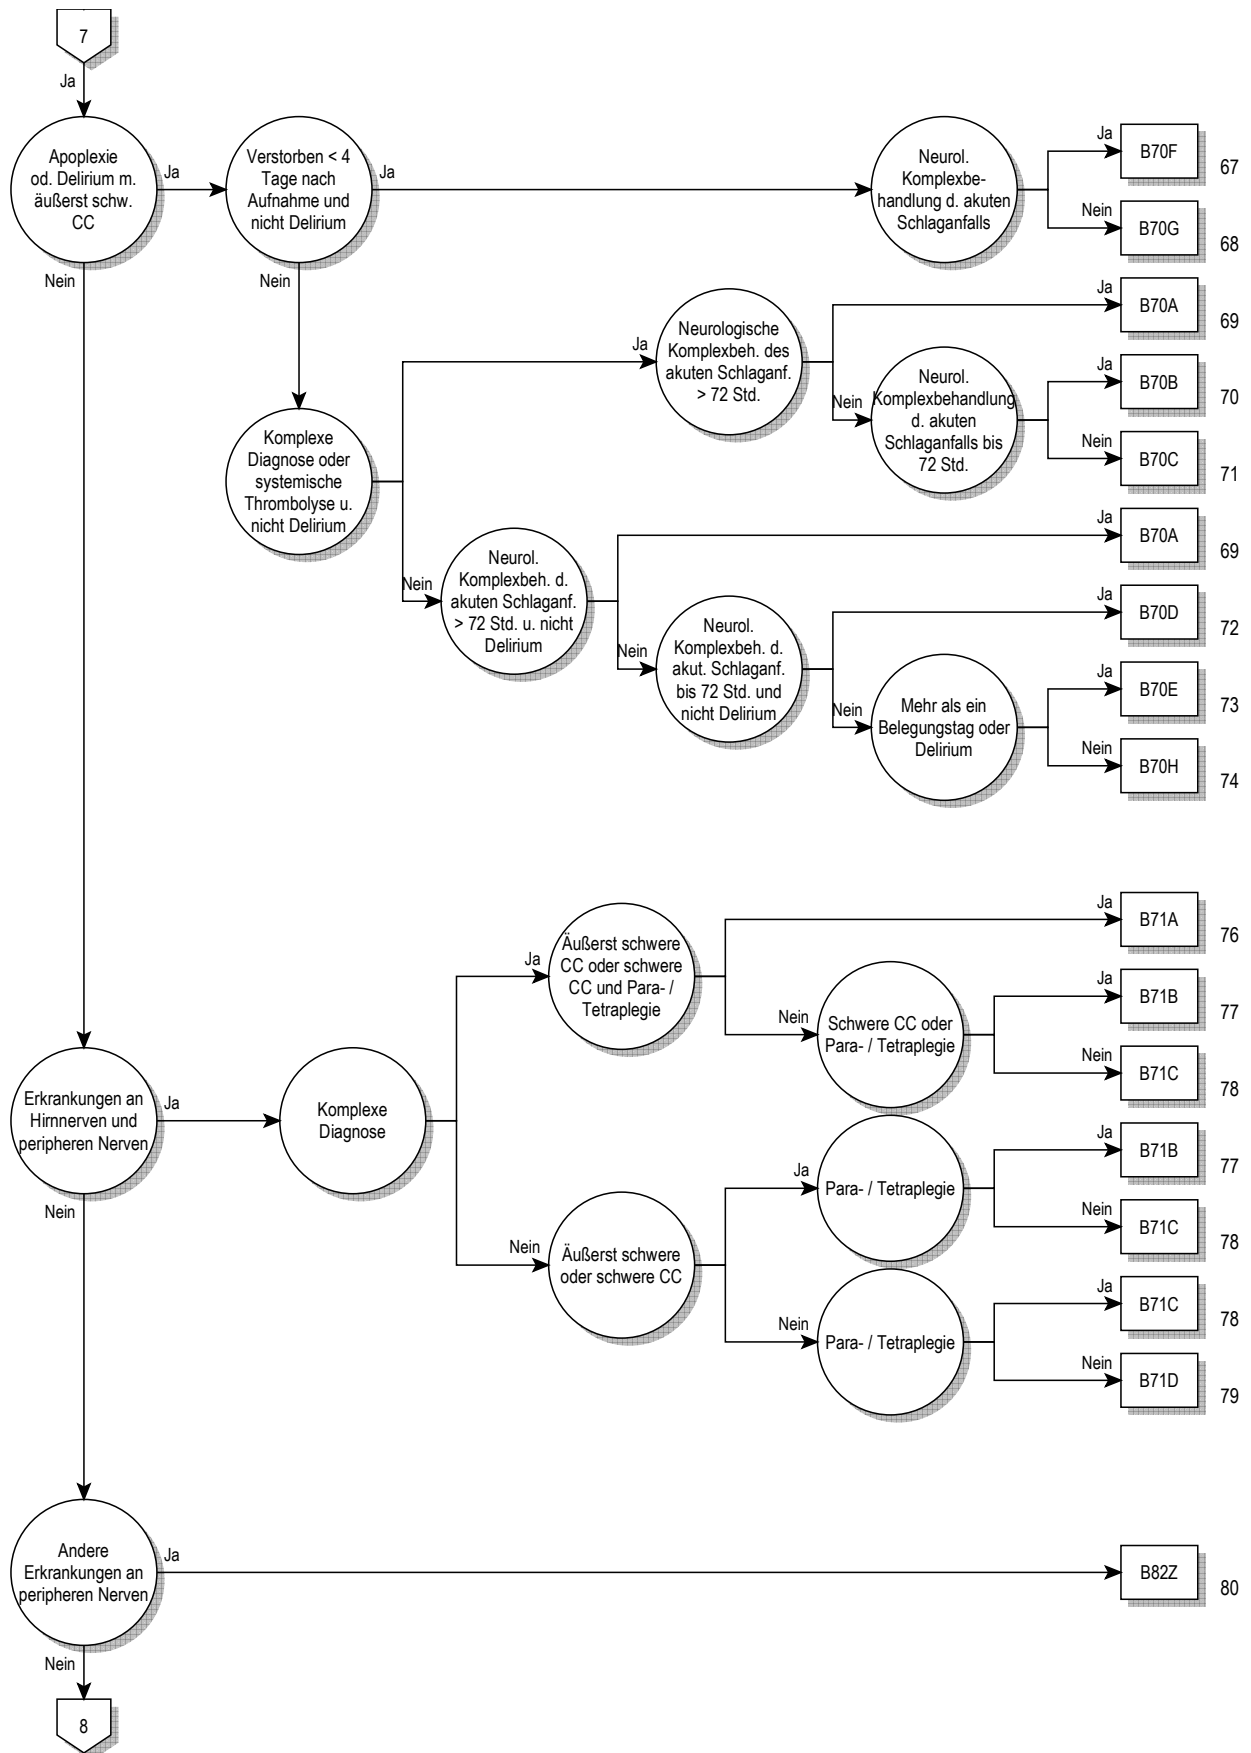 7
Ja
Apoplexie
od. Delirium m.
äußerst schw.
CC
Ja
Verstorben < 4
Tage nach
Aufnahme und
nicht Delirium
Ja
Neurol.
Komplexbe-
handlung d. akuten
Schlaganfalls
Ja
B70F
67
Nein
B70G
68
Nein
Nein
Komplexe
Diagnose oder
systemische
Thrombolyse u.
nicht Delirium
Ja
Neurologische
Komplexbeh. des
akuten Schlaganf.
> 72 Std.
Ja
B70A
69
Nein
Neurol.
Komplexbehandlung
d. akuten
Schlaganfalls bis
72 Std.
Ja
B70B
70
Nein
B70C
71
Nein
Neurol.
Komplexbeh. d.
akuten Schlaganf.
> 72 Std. u. nicht
Delirium
Ja
B70A
69
Nein
Neurol.
Komplexbeh. d.
akut. Schlaganf.
bis 72 Std. und
nicht Delirium
Ja
B70D
72
Nein
Mehr als ein
Belegungstag oder
Delirium
Ja
B70E
73
Nein
B70H
74
Erkrankungen an
Hirnnerven und
peripheren Nerven
Ja
Komplexe
Diagnose
Ja
Äußerst schwere
CC oder schwere
CC und Para- /
Tetraplegie
Ja
B71A
76
Nein
Schwere CC oder
Para- / Tetraplegie
Ja
B71B
77
Nein
B71C
78
Nein
Äußerst schwere
oder schwere CC
Ja
Para- / Tetraplegie
Ja
B71B
77
Nein
B71C
78
Nein
Para- / Tetraplegie
Ja
B71C
78
Nein
B71D
79
Nein
Andere
Erkrankungen an
peripheren Nerven
Ja
B82Z
80
Nein
8